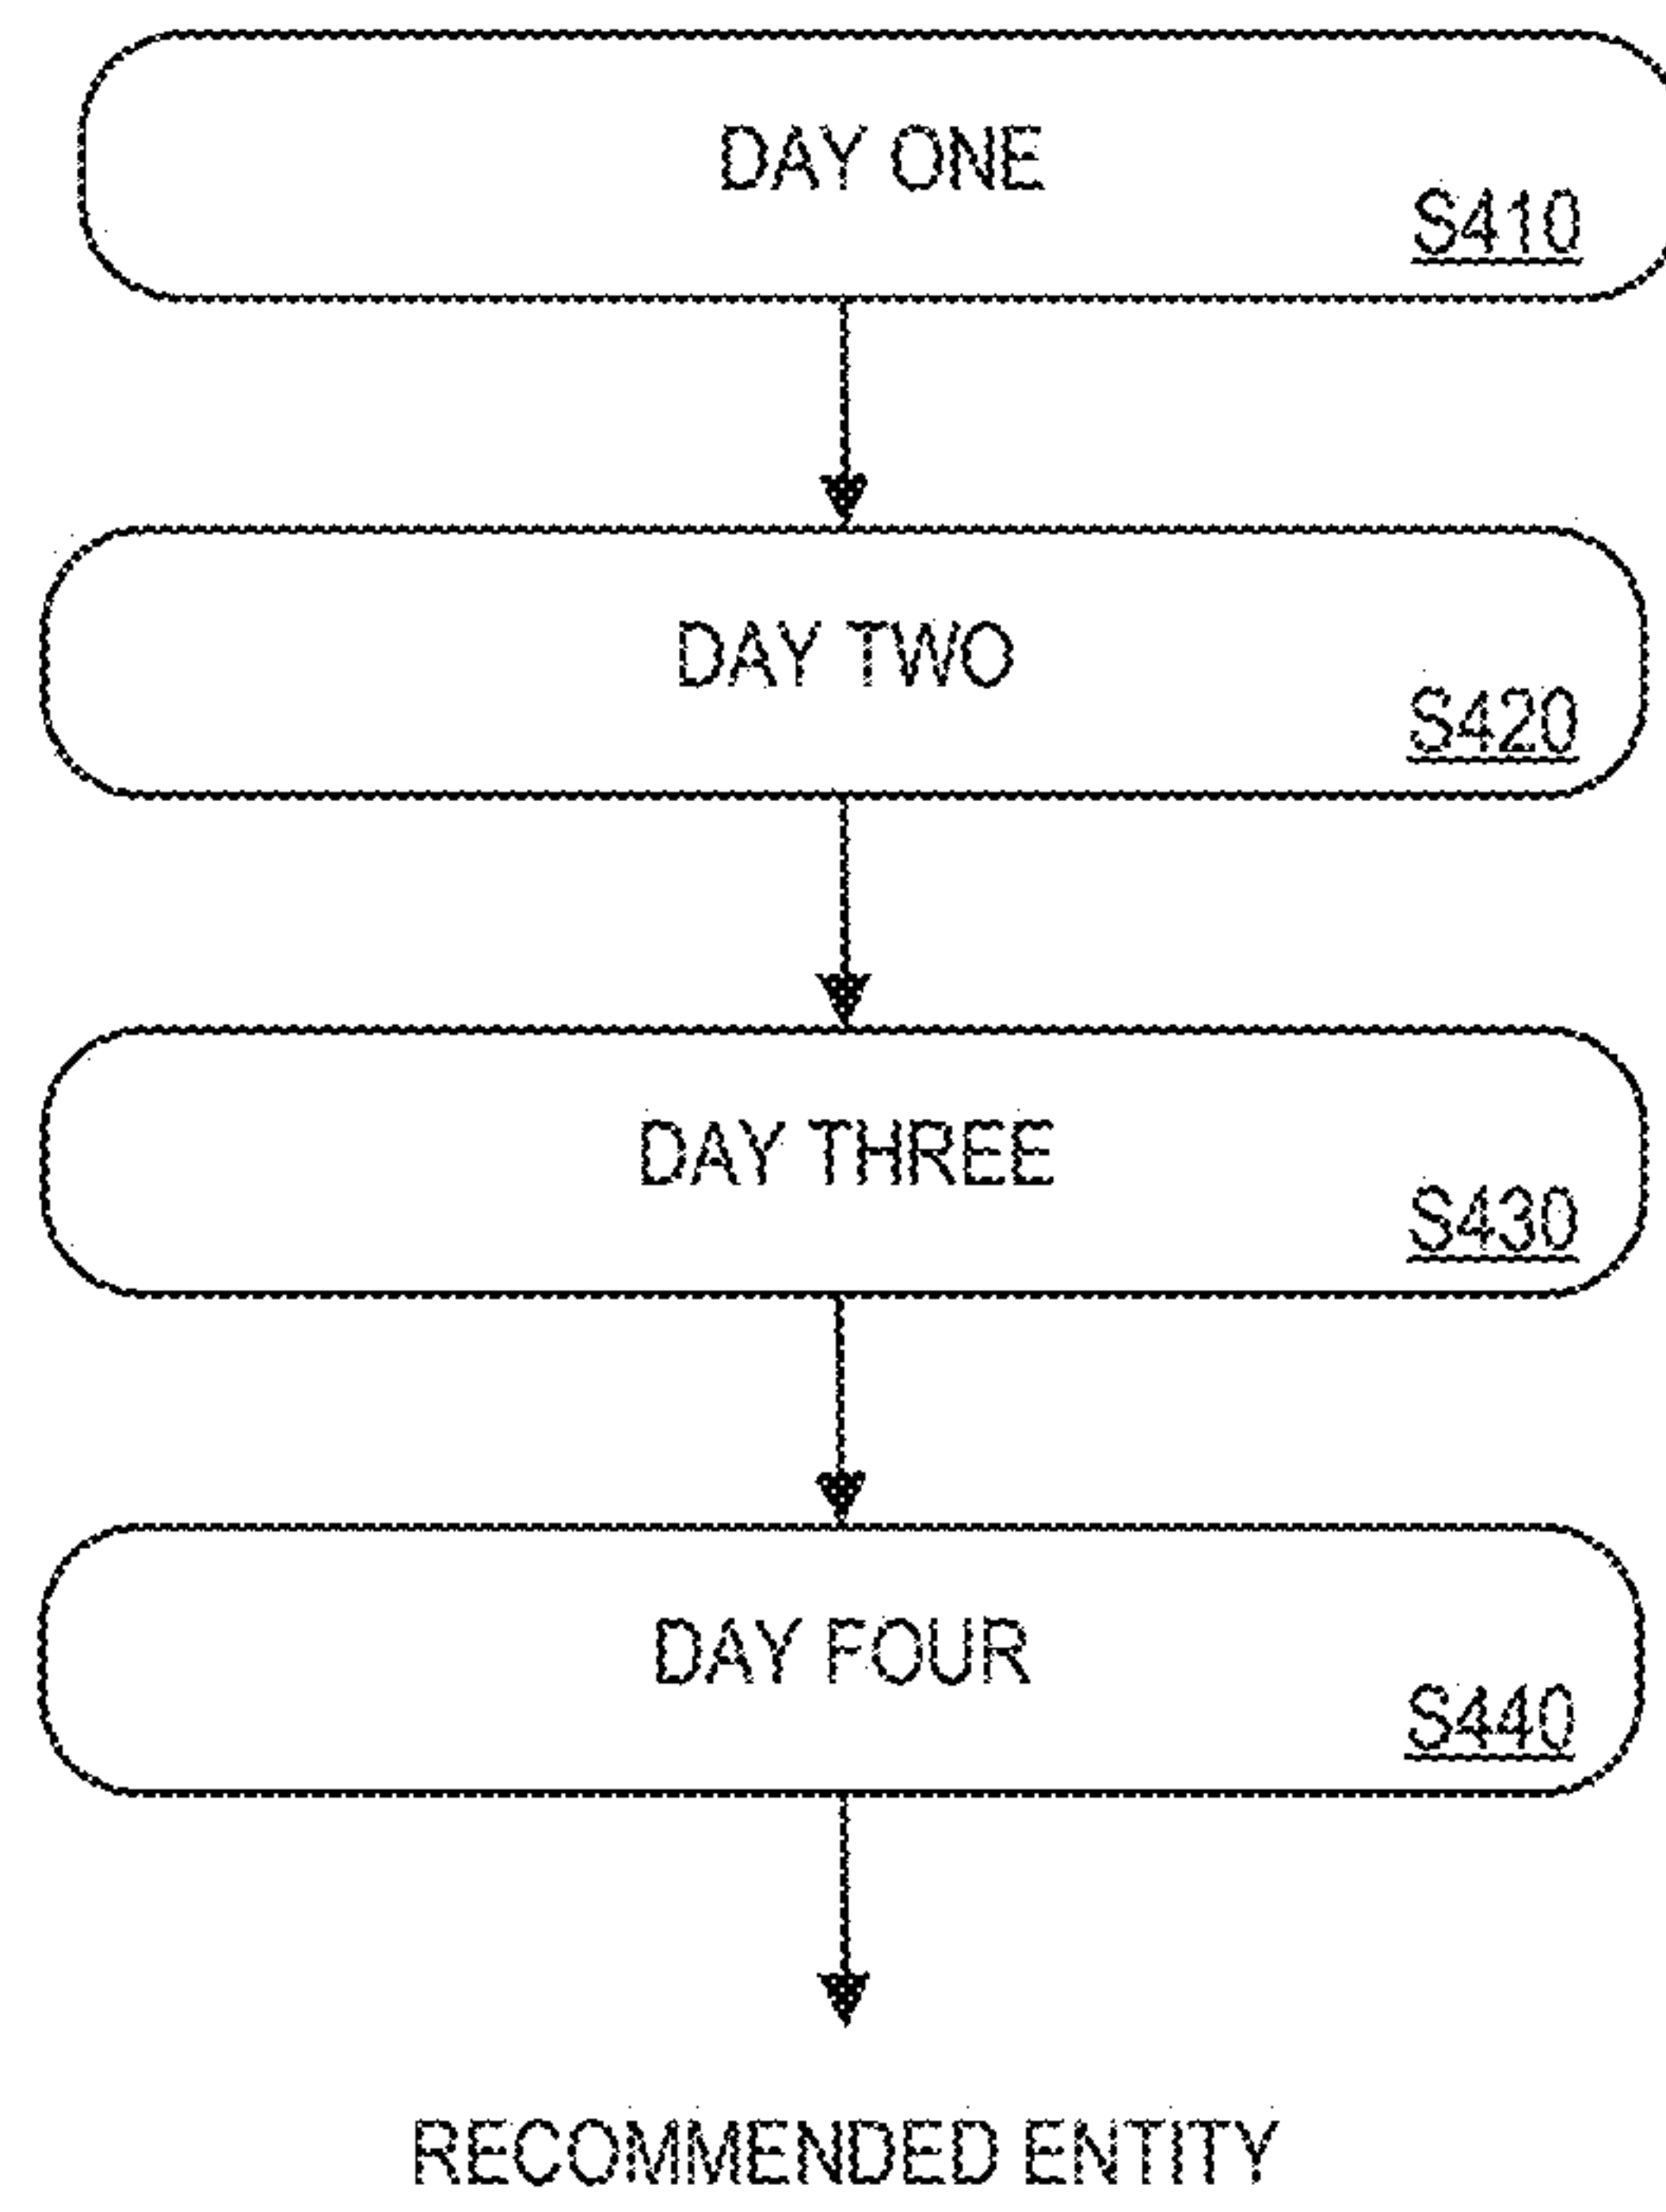 DAY ONE
S410
DAY TWO
S420
DAY THREE
S430
DAY FOUR
S440
RECOMMENDED ENTITY